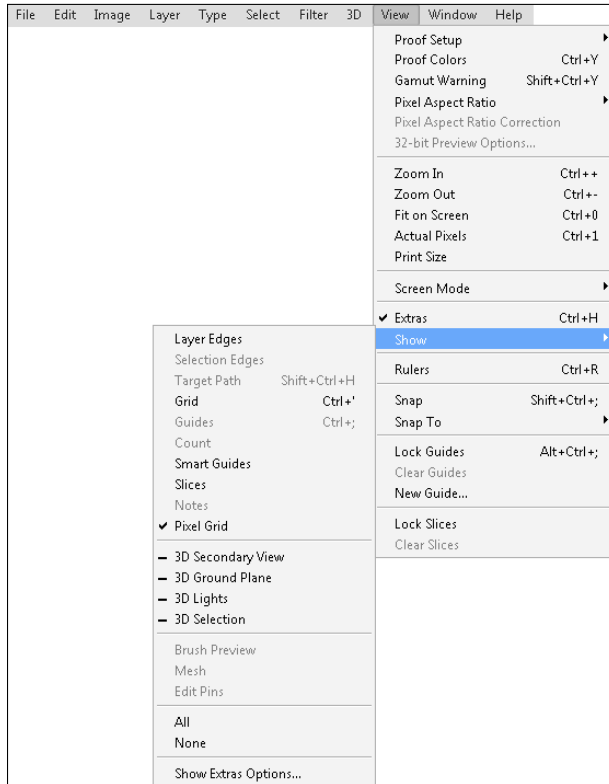 File Edit Image Layer Type Select Filter 3D View Window Help
Proof Setup
Proof Colors Ctrl+Y
Gamut Warning Shift+Ctrl+Y
Pixel Aspect Ratio
Pixel Aspect Ratio Correction
32-bit Preview Options...
Zoom In Ctrl++
Zoom Out Ctrl+-
Fit on Screen Ctrl+0
Actual Pixels Ctrl+1
Print Size
Screen Mode
Extras Ctrl+H
Show
Rulers Ctrl+R
Snap Shift+Ctrl+;
Snap To
Lock Guides Alt+Ctrl+;
Clear Guides
New Guide...
Lock Slices
Clear Slices
Layer Edges
Selection Edges
Target Path Shift+Ctrl+H
Grid Ctrl+'
Guides Ctrl+;
Count
Smart Guides
Slices
Notes
Pixel Grid
3D Secondary View
3D Ground Plane
3D Lights
3D Selection
Brush Preview
Mesh
Edit Pins
All
None
Show Extras Options...